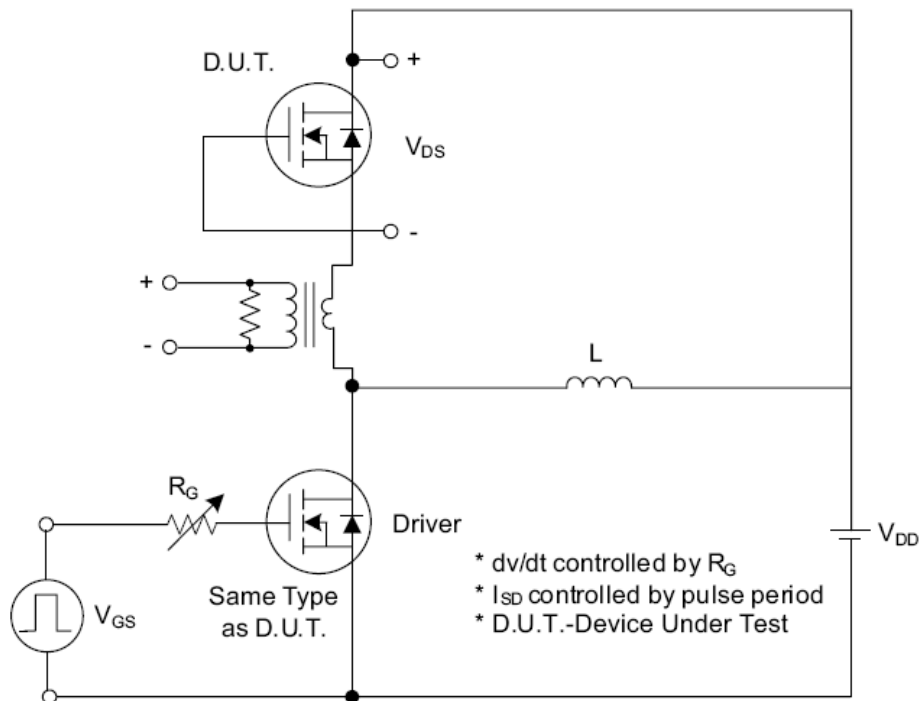 D.U.T.
+
VDS
-
+
-
L
RG
Driver
VDD
VGS
Same Type
as D.U.T.
* dv/dt controlled by RG
* ISD controlled by pulse period
* D.U.T.-Device Under Test